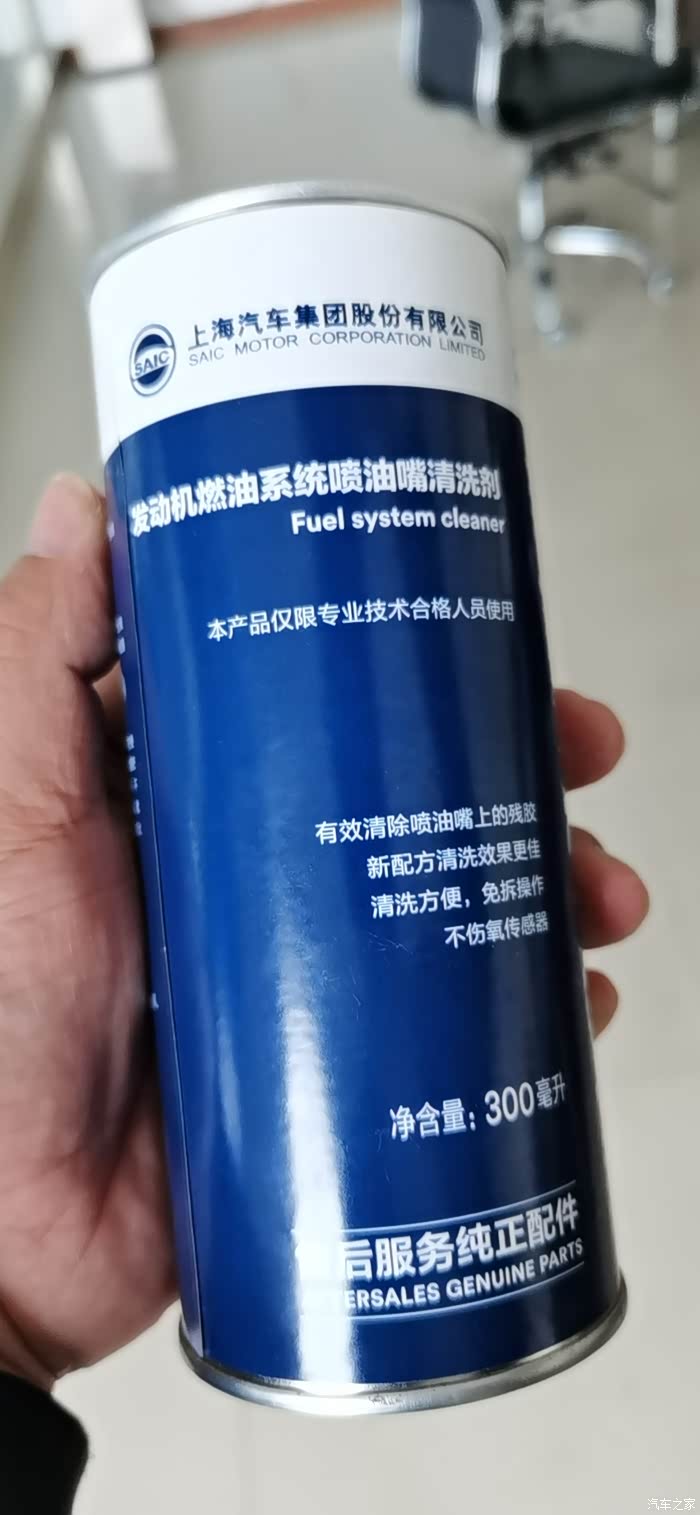 SAIC
上海汽车集团股份有限公司
SAIC MOTOR CORPORATION LIMITED
发动机燃油系统喷油嘴清洗剂
Fuel system cleaner
本产品仅限专业技术合格人员使用
有效清除喷油嘴上的残胶
新配方清洗效果更佳
清洗方便，免拆操作
不伤氧传感器
净含量：300毫升
后服务纯正配件
GENUINE PARTS
汽车之家